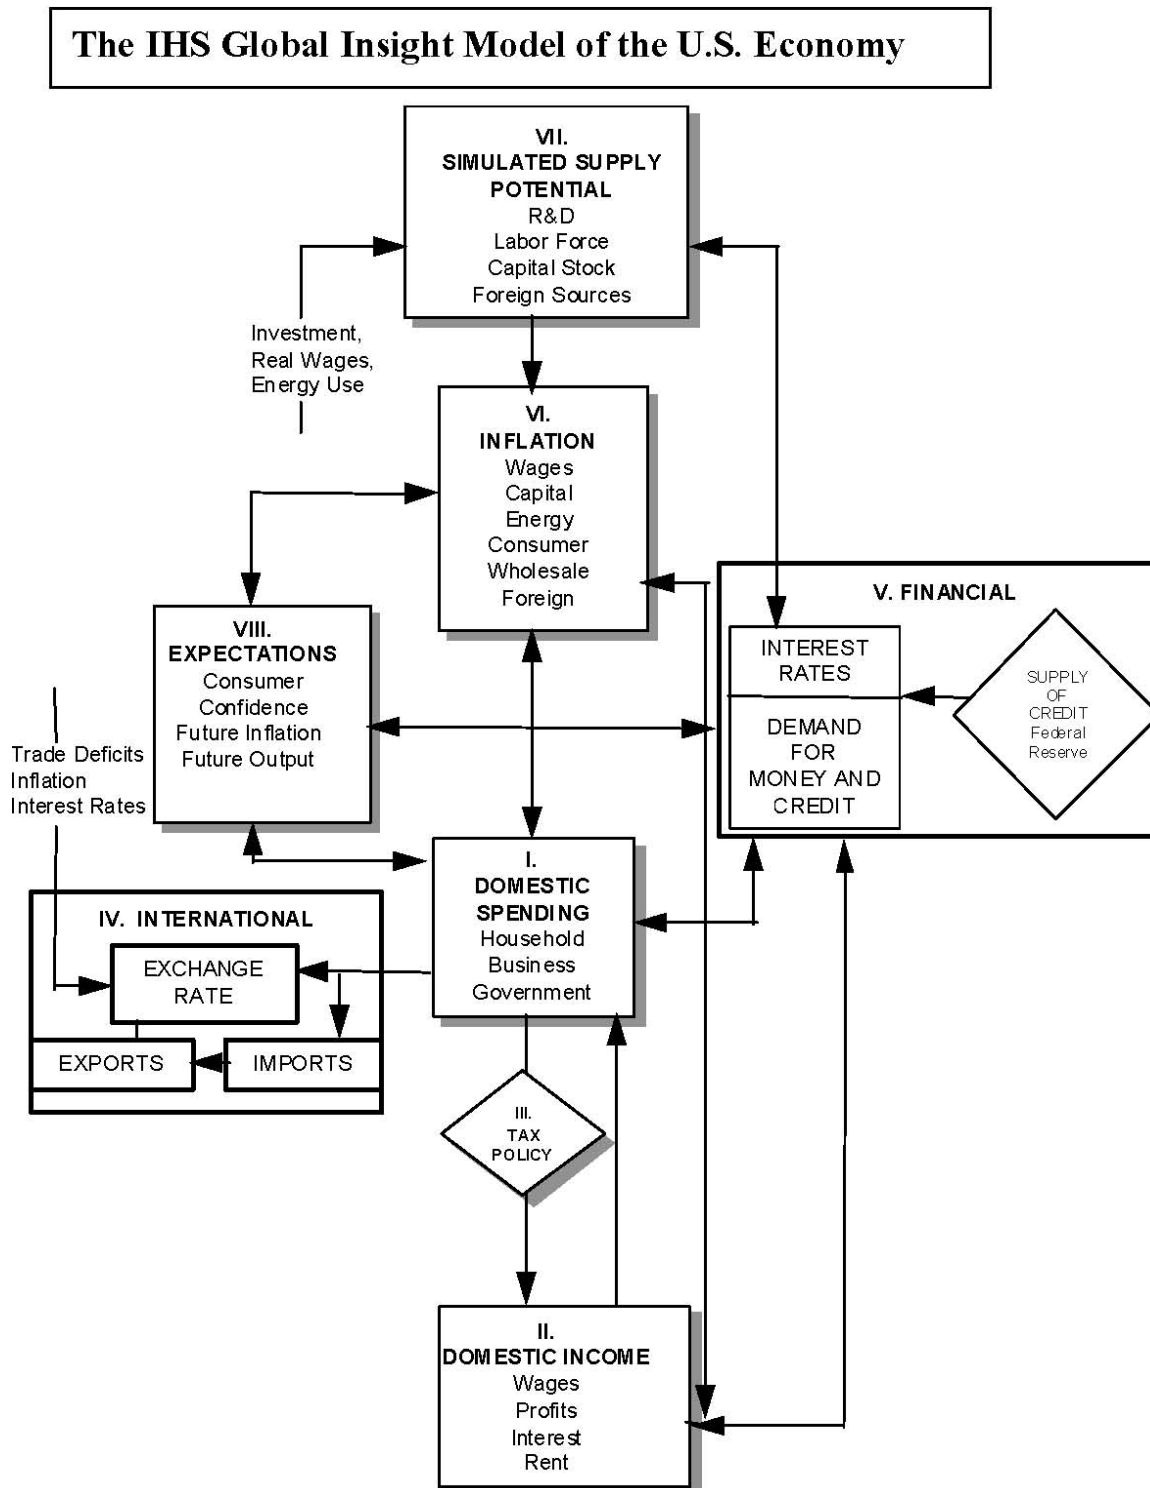 The IHS Global Insight Model of the U.S. Economy
VII.
SIMULATED SUPPLY
POTENTIAL
R&D
Labor Force
Capital Stock
Foreign Sources
Investment,
Real Wages,
Energy Use
VI.
INFLATION
Wages
Capital
Energy
Consumer
Wholesale
Foreign
V. FINANCIAL
INTEREST
RATES
DEMAND
FOR
MONEY AND
CREDIT
SUPPLY
OF
CREDIT
Federal
Reserve
VIII.
EXPECTATIONS
Consumer
Confidence
Future Inflation
Future Output
Trade Deficits
Inflation
Interest Rates
I.
DOMESTIC
SPENDING
Household
Business
Government
IV. INTERNATIONAL
EXCHANGE
RATE
EXPORTS
IMPORTS
III.
TAX
POLICY
II.
DOMESTIC INCOME
Wages
Profits
Interest
Rent